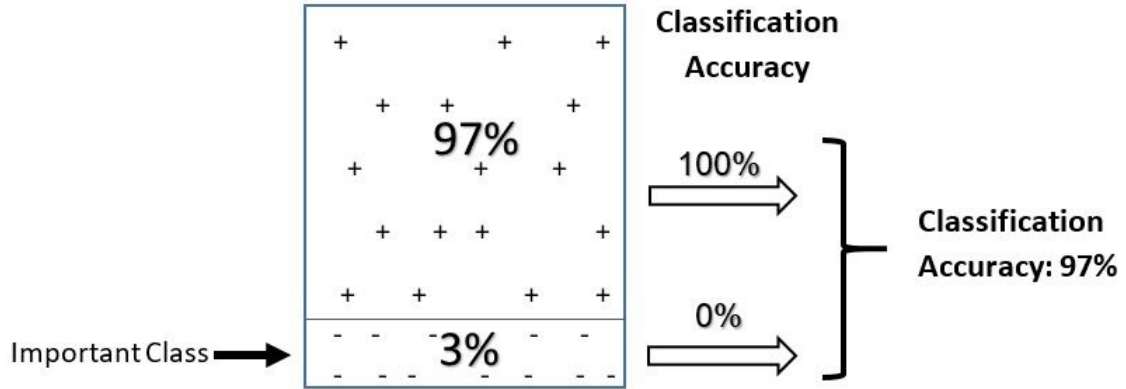 Classification
Accuracy
+ + +
+ + +
97%
+ + +
100%
+ + + +
Classification
Accuracy: 97%
+ + + +
0%
- - - - -
3%
Important Class
- - - - - - -